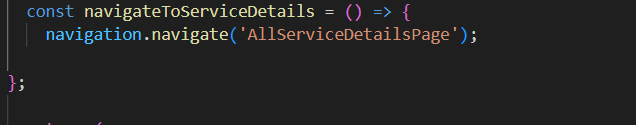 const navigateToServiceDetails = () => {
navigation.navigate('AllServiceDetailsPage');
};